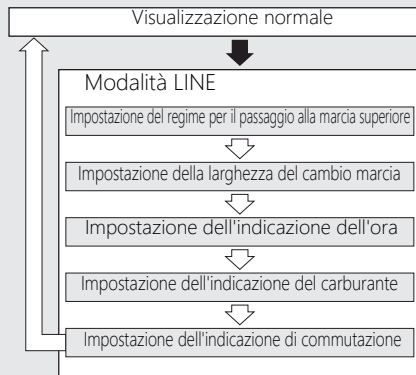 Visualizzazione normale
Modalità LINE
Impostazione del regime per il passaggio alla marcia superiore
Impostazione della larghezza del cambio marcia
Impostazione dell'indicazione dell'ora
Impostazione dell'indicazione del carburante
Impostazione dell'indicazione di commutazione